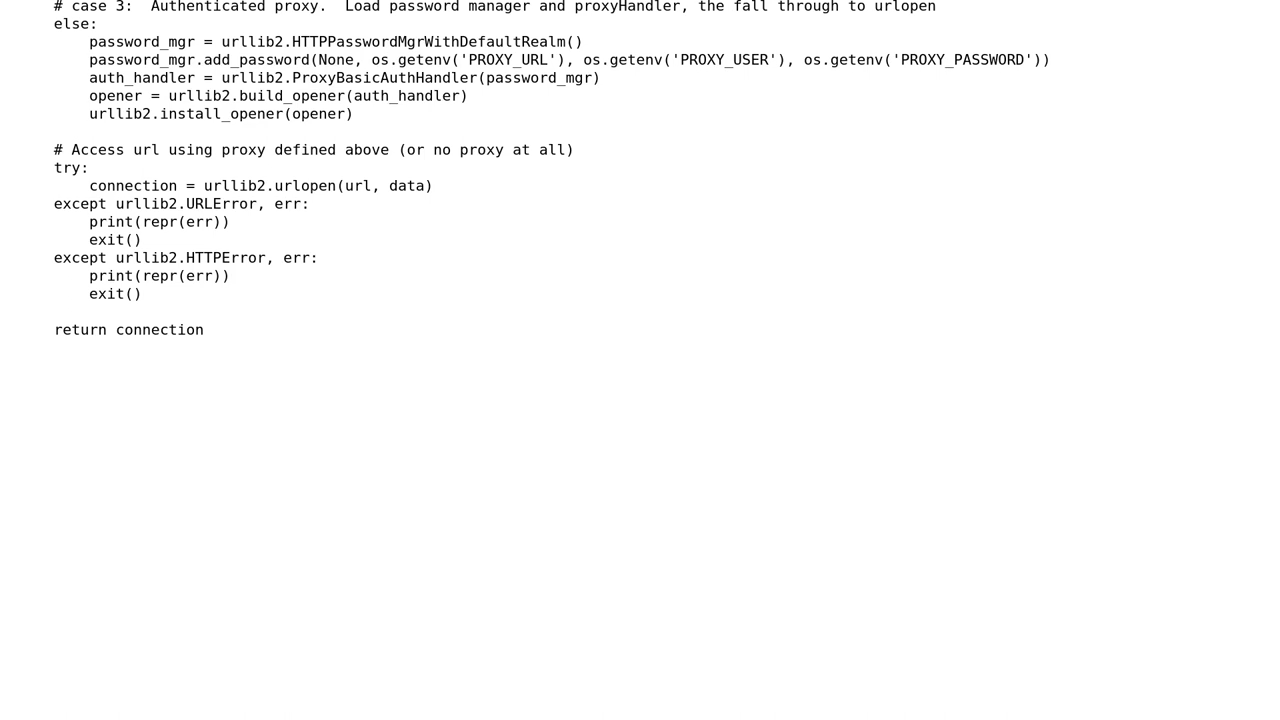 # case 3:  Authenticated proxy.  Load password manager and proxyHandler, the fall through to urlopen
else:
    password_mgr = urllib2.HTTPPasswordMgrWithDefaultRealm()
    password_mgr.add_password(None, os.getenv('PROXY_URL'), os.getenv('PROXY_USER'), os.getenv('PROXY_PASSWORD'))
    auth_handler = urllib2.ProxyBasicAuthHandler(password_mgr)
    opener = urllib2.build_opener(auth_handler)
    urllib2.install_opener(opener)

# Access url using proxy defined above (or no proxy at all)
try:
    connection = urllib2.urlopen(url, data)
except urllib2.URLError, err:
    print(repr(err))
    exit()
except urllib2.HTTPError, err:
    print(repr(err))
    exit()

return connection